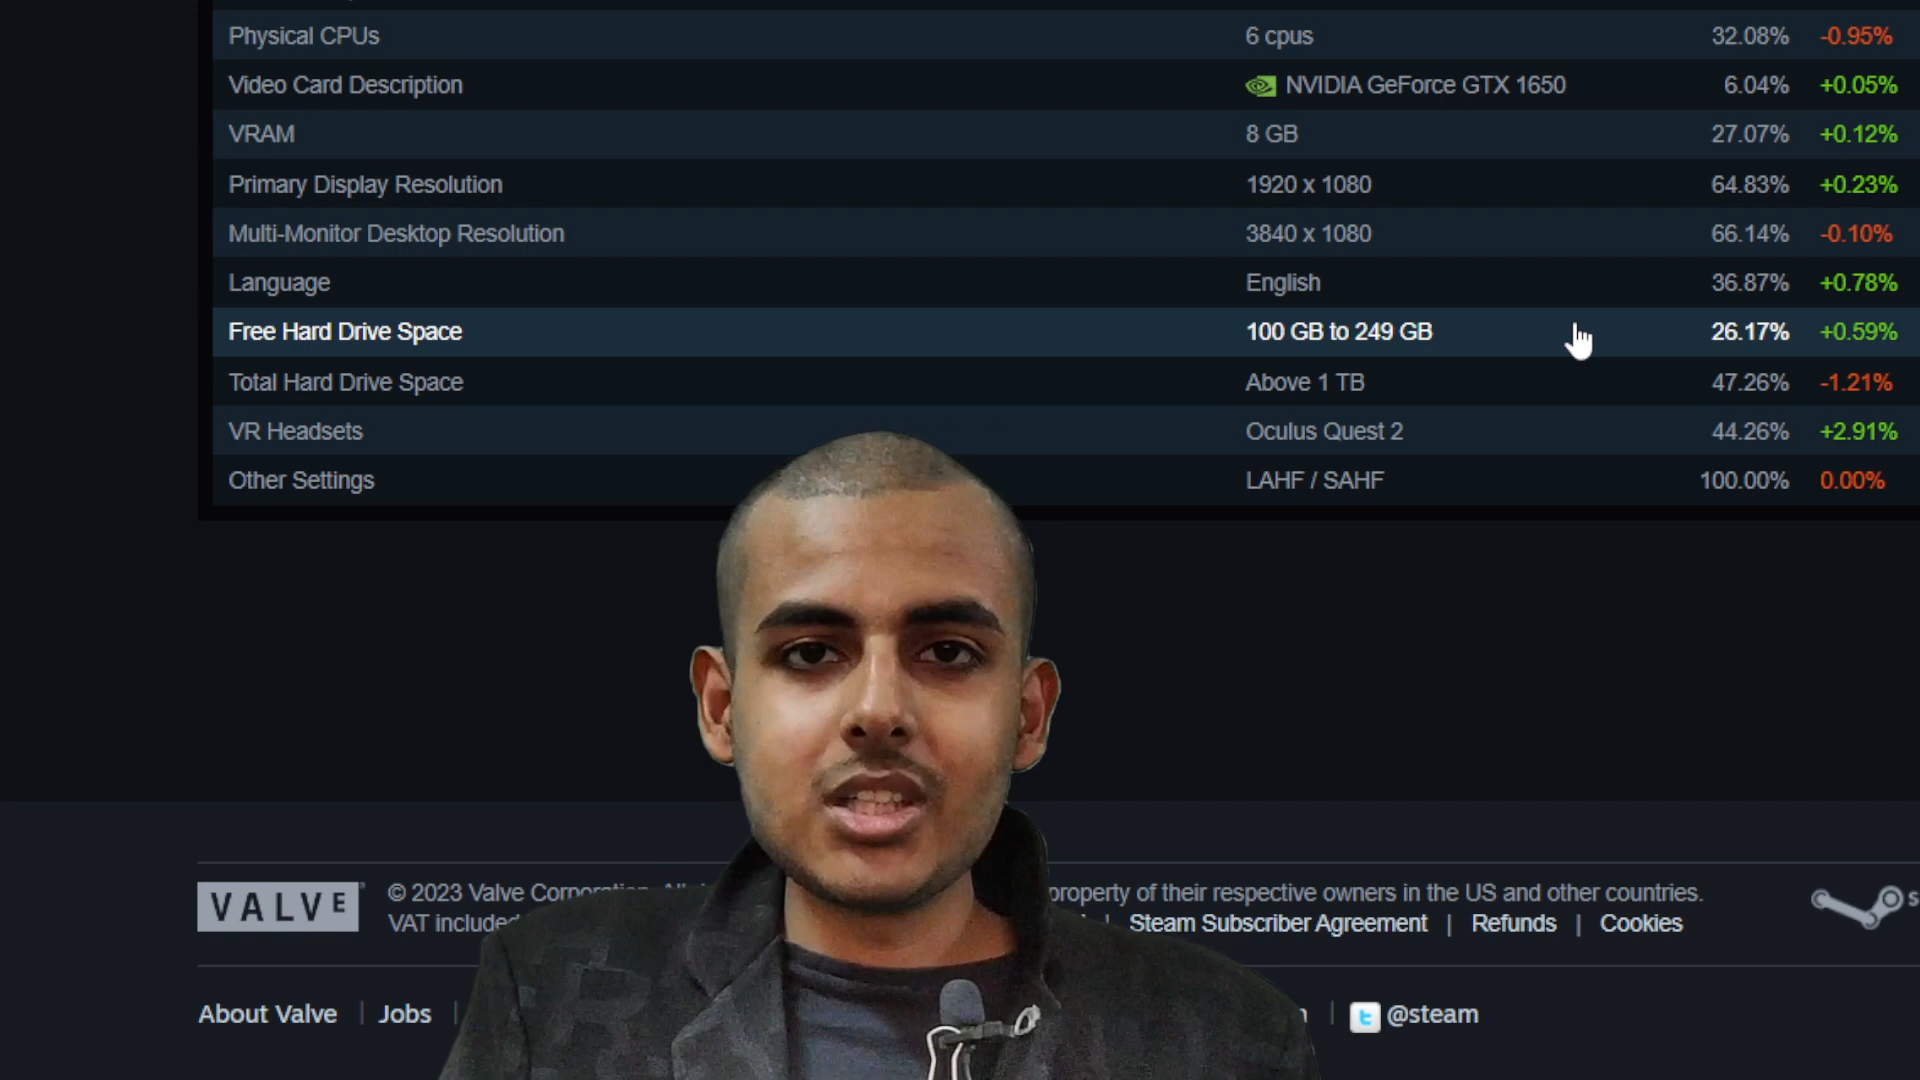 Physical CPUs 6 cpus 32.08% -0.95%
Video Card Description NVIDIA GeForce GTX 1650 6.04% +0.05%
VRAM 8 GB 27.07% +0.12%
Primary Display Resolution 1920 x 1080 64.83% +0.23%
Multi-Monitor Desktop Resolution 3840 x 1080 66.14% -0.10%
Language English 36.87% +0.78%
Free Hard Drive Space 100 GB to 249 GB 26.17% +0.59%
Total Hard Drive Space Above 1 TB 47.26% -1.21%
VR Headsets Oculus Quest 2 44.26% +2.91%
Other Settings LAHF / SAHF 100.00% 0.00%
VALVE © 2023 Valve property of their respective owners in the US and other countries.
VAT included | Steam Subscriber Agreement | Refunds | Cookies
About Valve | Jobs | | @steam